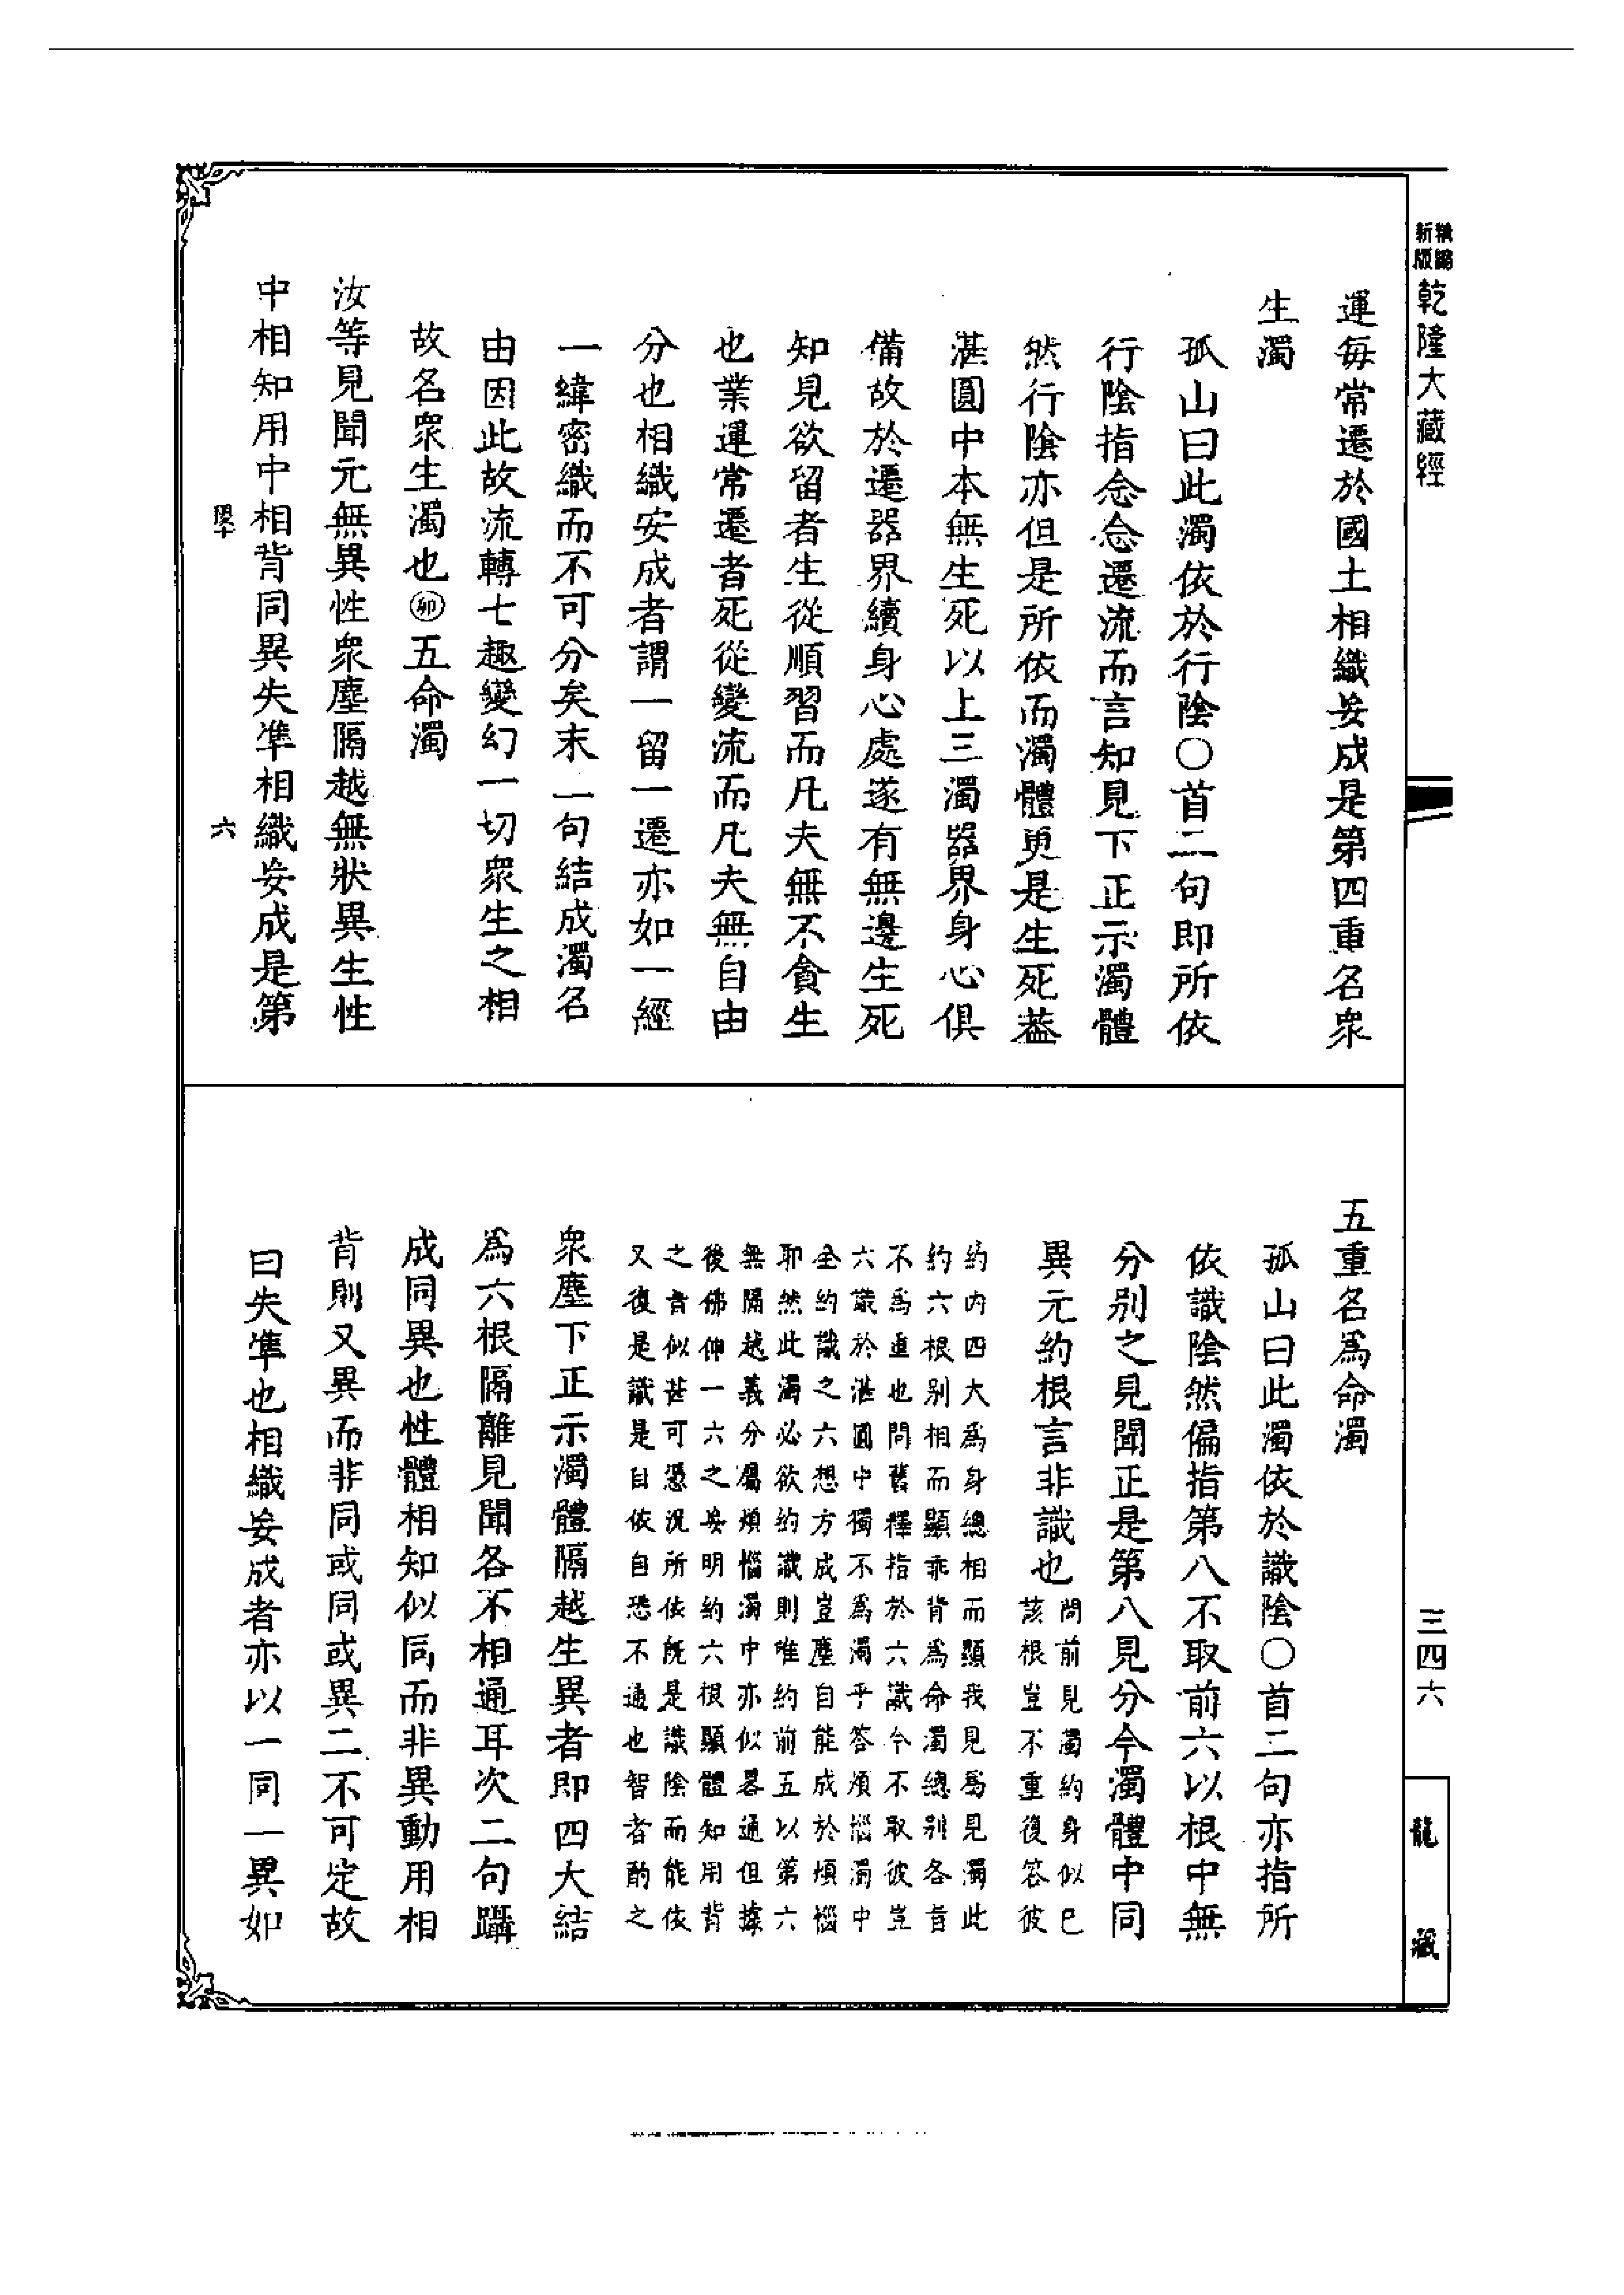 精縮
新版
乾隆大藏經
三四六
龍藏
運每常遷於國土相織妄成是第四重名衆
生濁
孤山曰此濁依於行陰〇首二句即所依
行陰指念念遷流而言知見下正示濁體
然行陰亦但是所依而濁體更是生死葢
湛圓中本無生死以上三濁器界身心俱
備故於遷器界續身心處遂有無邊生死
知見欲留者生從順習而凡夫無不貪生
也業運常遷者死從變流而凡夫無自由
分也相織妄成者謂一留一遷亦如一經
一緯密織而不可分矣末二句結成濁名
由因此故流轉七趣變幻一切衆生之相
故名衆生濁也㊞五命濁
汝等見聞元無異性衆塵隔越無狀異生性
中相知用中相背同異失準相織妄成是第
六
五重名爲命濁
孤山曰此濁依於識陰〇首二句亦指所
依識陰然偏指第八不取前六以根中無
分別之見聞正是第八見分今濁體中同
異元約根言非識也
問前見濁約身似已
該根豈不重復答彼
約內四大爲身總相而顯我見爲見濁此
約六根別相而顯乖背爲命濁總別各旨
不爲重也問舊釋指於六識今不取彼豈
六識於湛圓中獨不爲濁乎答煩惱濁中
全約識之六想方成豈塵自能成於煩惱
耶然此濁必欲約識則唯約前五以第六
無隔越義分屬煩惱濁中亦似畧通但據
後佛伸一六之妄明約六根顯體知用背
之旨似甚可憑況所依旣是識陰而能依
又復是識是自依自恐不通也智者酌之
衆塵下正示濁體隔越生異者即四大結
爲六根隔離見聞各不相通耳次二句躡
成同異也性體相知似同而非異動用相
背則又異而非同或同或異二不可定故
曰失準也相織妄成者亦以一同一異如